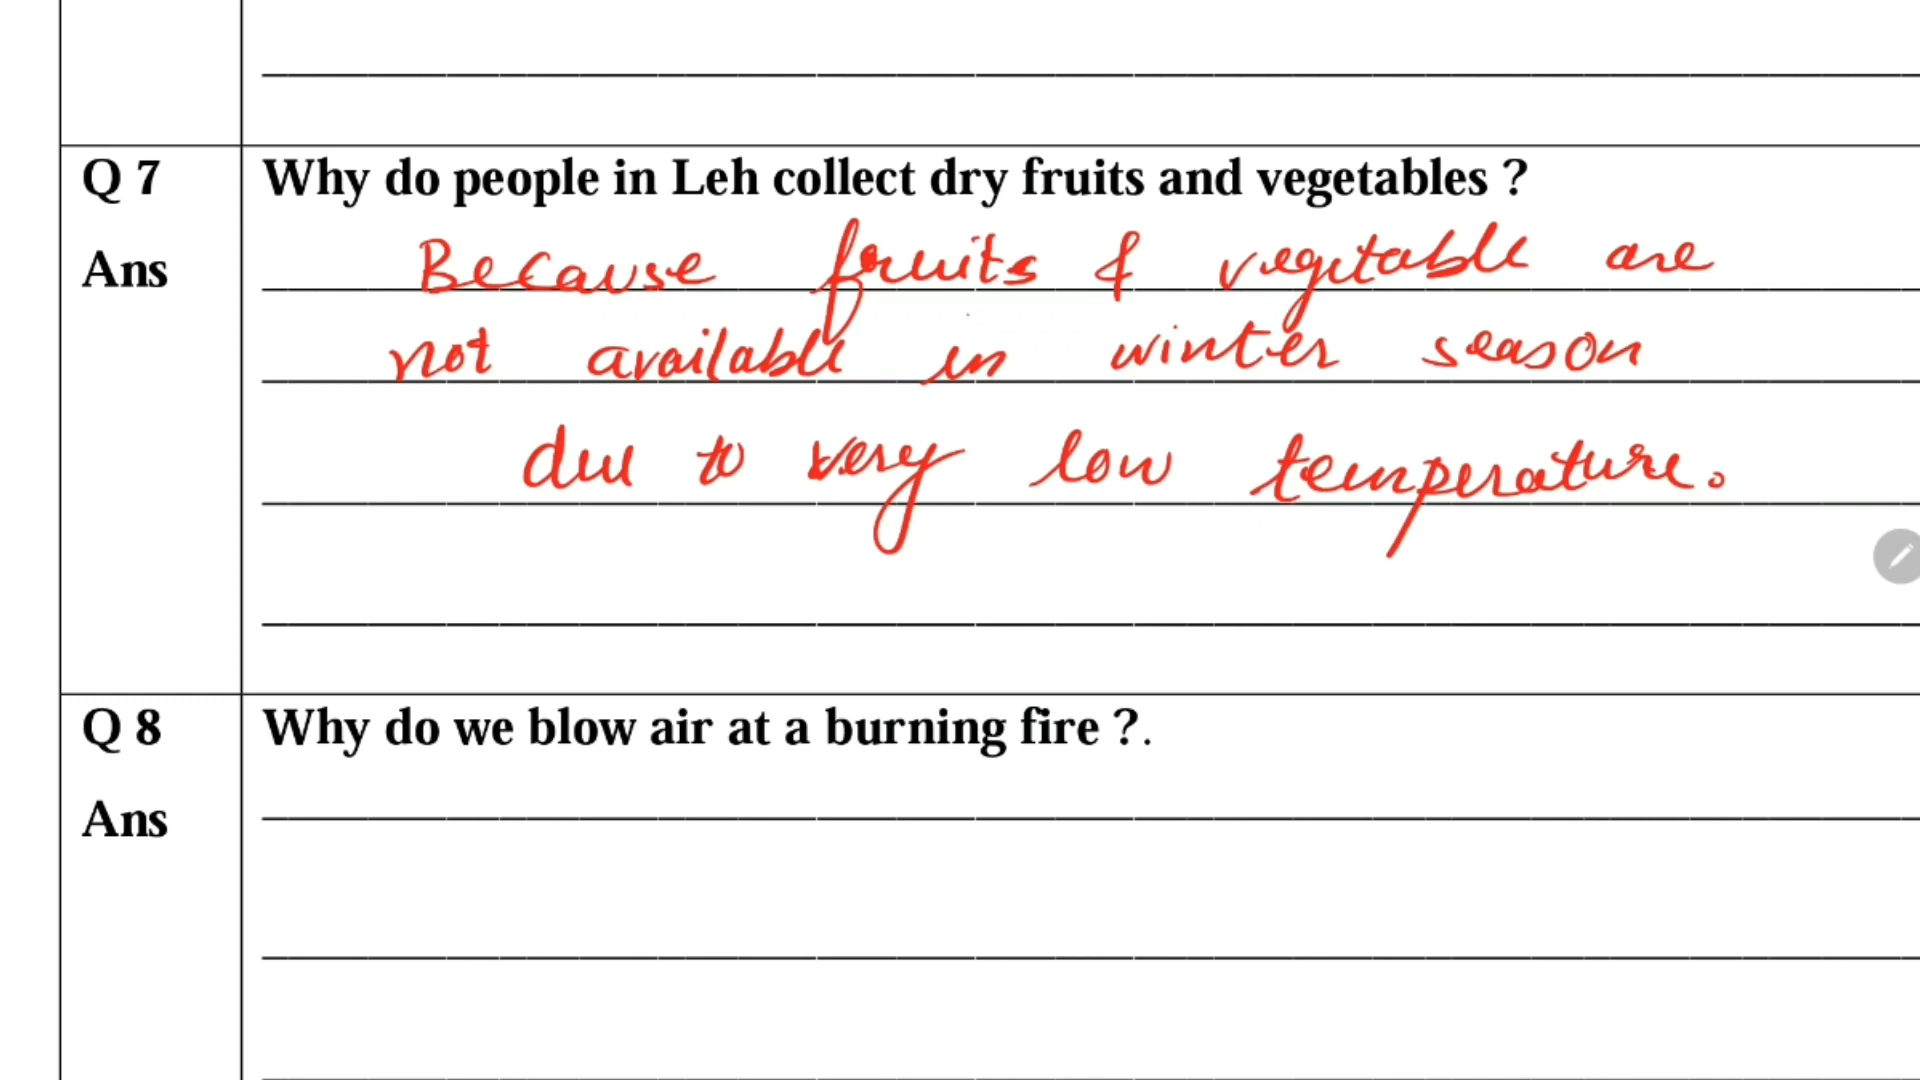 Q 7 Why do people in Leh collect dry fruits and vegetables ?
Ans Because fruits & vegetable are
not available in winter season
due to very low temperature.
Q 8 Why do we blow air at a burning fire ?.
Ans